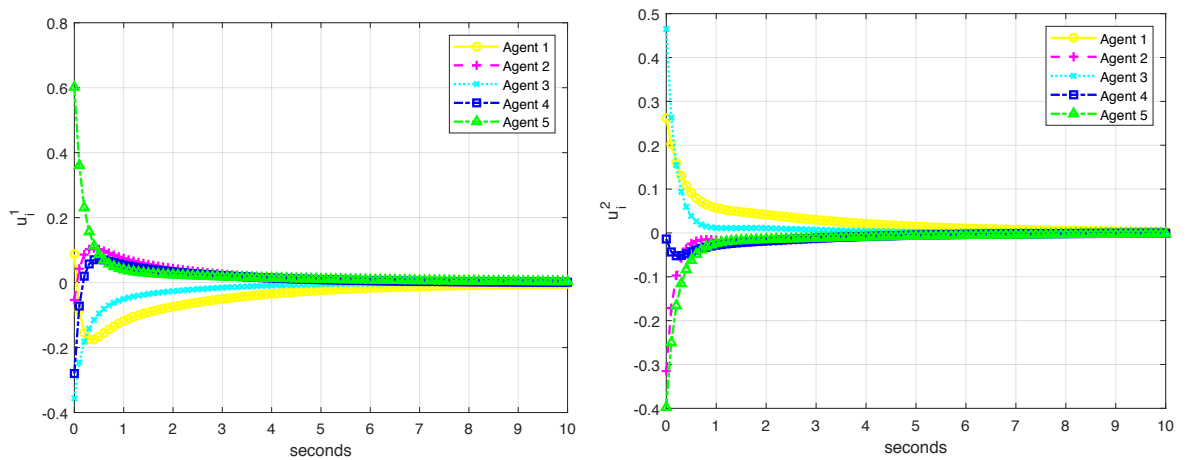 0.8
0.6
0.4
0.2
0
-0.2
-0.4
u_i^1
0 1 2 3 4 5 6 7 8 9 10
seconds
Agent 1
Agent 2
Agent 3
Agent 4
Agent 5
0.5
0.4
0.3
0.2
0.1
0
-0.1
-0.2
-0.3
-0.4
u_i^2
0 1 2 3 4 5 6 7 8 9 10
seconds
Agent 1
Agent 2
Agent 3
Agent 4
Agent 5